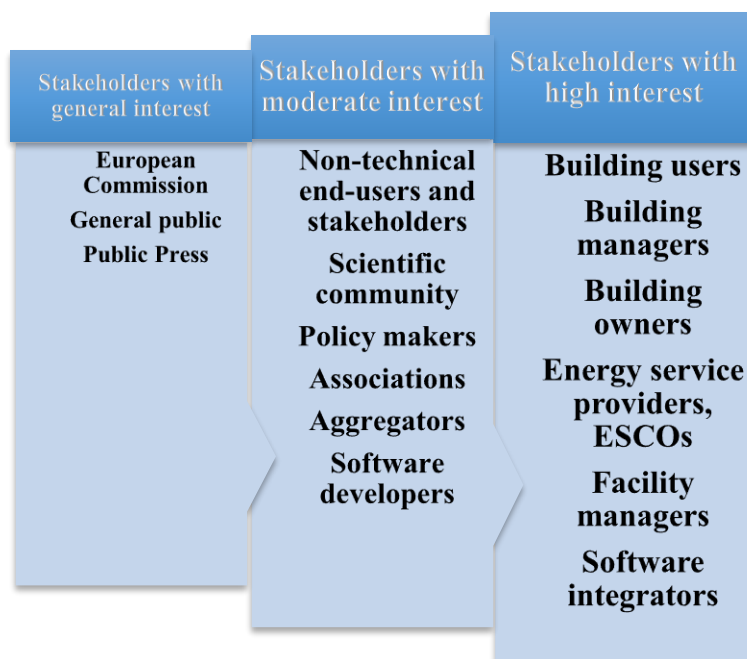 Stakeholders with
general interest
European
Commission
General public
Public Press
Stakeholders with
moderate interest
Non-technical
end-users and
stakeholders
Scientific
community
Policy makers
Associations
Aggregators
Software
developers
Stakeholders with
high interest
Building users
Building
managers
Building
owners
Energy service
providers,
ESCOs
Facility
managers
Software
integrators